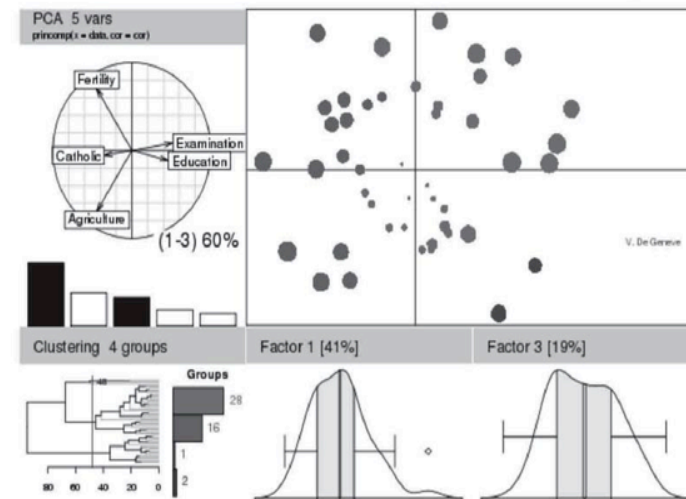 PCA 5 vars
princomp(x = data, cor = cor)
Fertility
Catholic
Examination
Education
Agriculture
(1-3) 60%
V. De Geneve
Clustering 4 groups
Factor 1 [41%]
Factor 3 [19%]
Groups
28
16
1
2
80 60 40 20 0